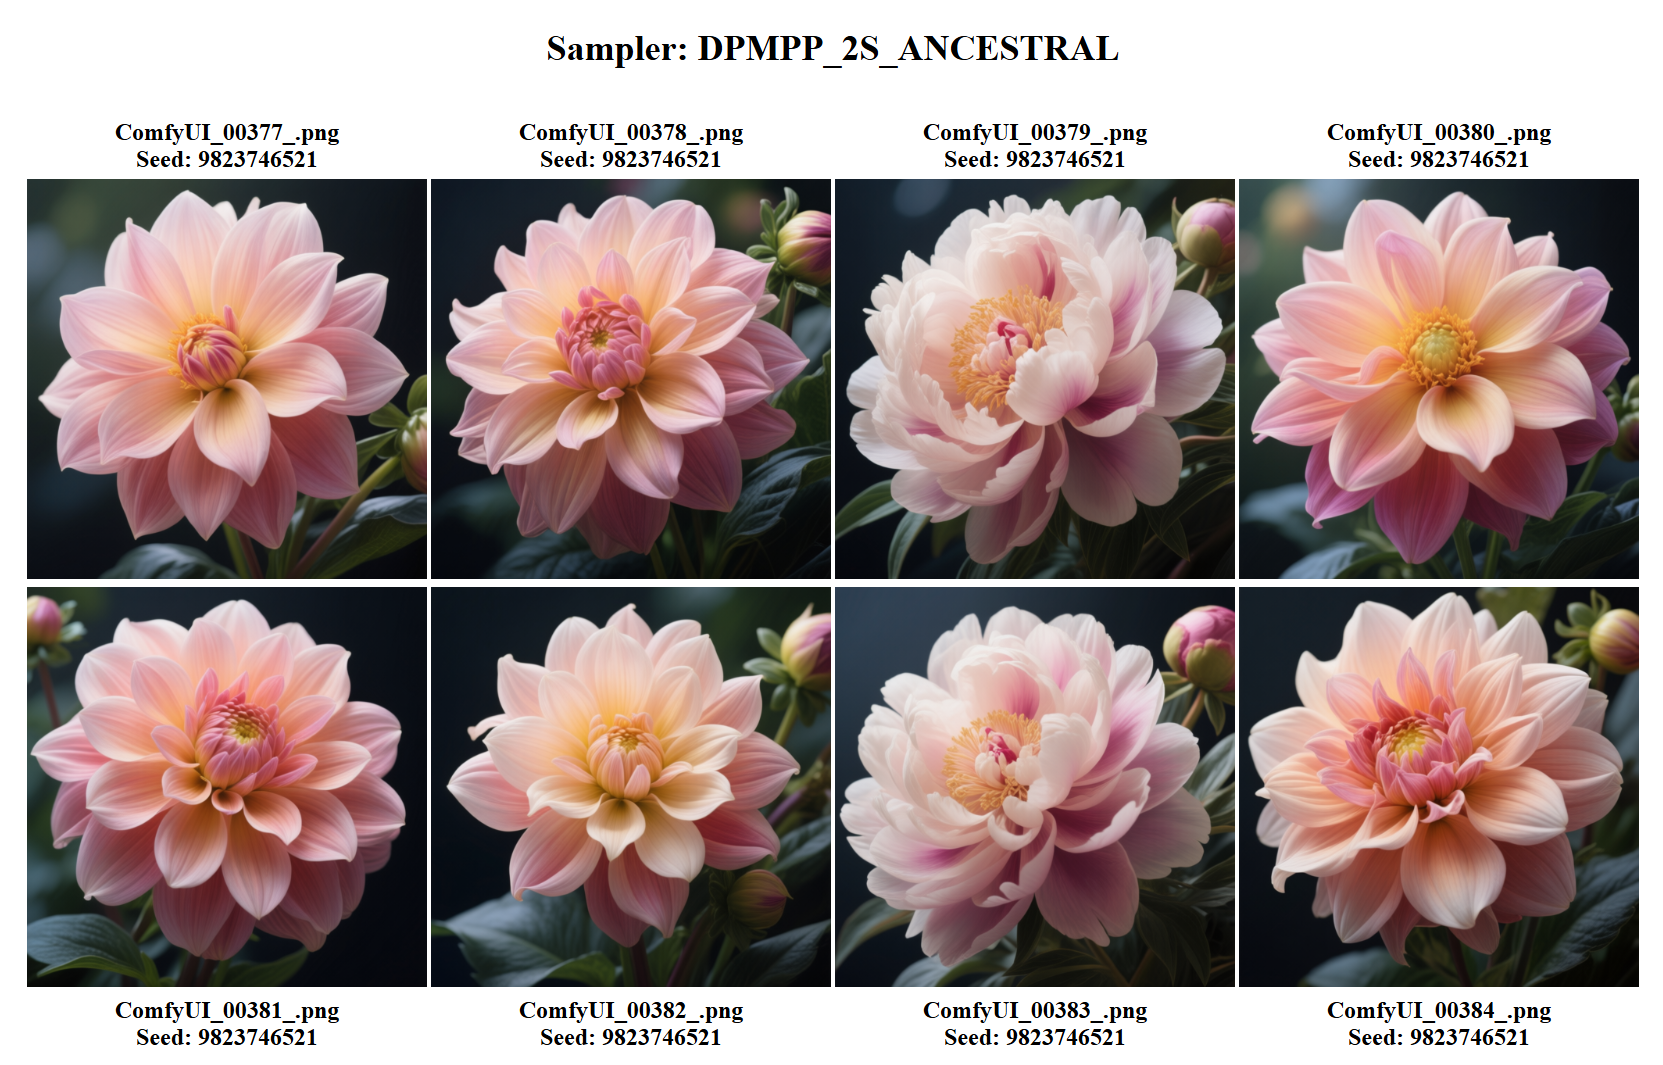 Sampler: DPMPP_2S_ANCESTRAL
ComfyUI_00377_.png
Seed: 9823746521
ComfyUI_00378_.png
Seed: 9823746521
ComfyUI_00379_.png
Seed: 9823746521
ComfyUI_00380_.png
Seed: 9823746521
ComfyUI_00381_.png
Seed: 9823746521
ComfyUI_00382_.png
Seed: 9823746521
ComfyUI_00383_.png
Seed: 9823746521
ComfyUI_00384_.png
Seed: 9823746521